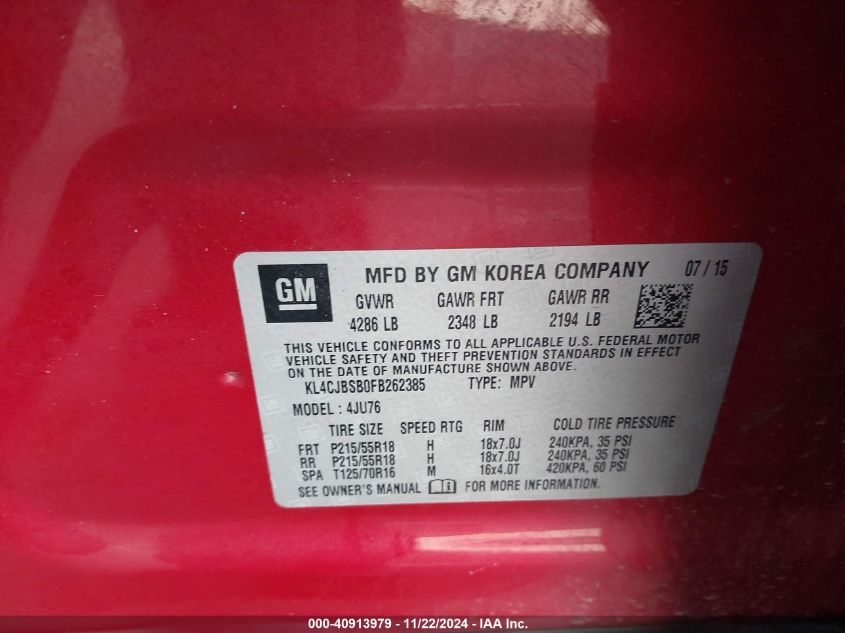 GM
MFD BY GM KOREA COMPANY 07/15
GVWR GAWR FRT GAWR RR
4286 LB 2348 LB 2194 LB
THIS VEHICLE CONFORMS TO ALL APPLICABLE U.S. FEDERAL MOTOR
VEHICLE SAFETY AND THEFT PREVENTION STANDARDS IN EFFECT
ON THE DATE OF MANUFACTURE SHOWN ABOVE.
KL4CJBSB0FB262385 TYPE: MPV
MODEL: 4JU76
TIRE SIZE SPEED RTG RIM COLD TIRE PRESSURE
FRT P215/55R18 H 18x7.0J 240KPA, 35 PSI
RR P215/55R18 H 18x7.0J 240KPA, 35 PSI
SPA T125/70R16 M 16x4.0T 420KPA, 60 PSI
SEE OWNER'S MANUAL FOR MORE INFORMATION.
000-40913979 - 11/22/2024 - IAA Inc.